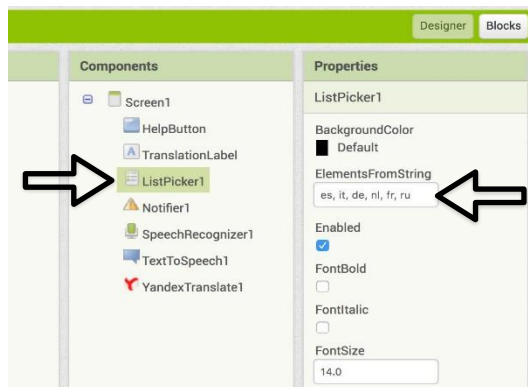 Designer Blocks
Components
Screen1
HelpButton
TranslationLabel
ListPicker1
Notifier1
SpeechRecognizer1
TextToSpeech1
YandexTranslate1
Properties
ListPicker1
BackgroundColor
Default
ElementsFromString
es, it, de, nl, fr, ru
Enabled
FontBold
FontItalic
FontSize
14.0